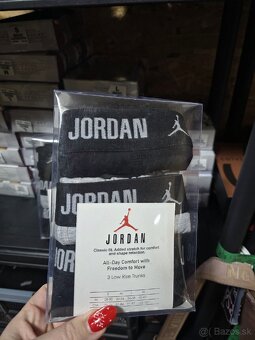 JORDAN
JORDAN
JORDAN
Classic fit. Added stretch for comfort
and shape retention.
All-Day Comfort with
Freedom to Move
3 Low Rise Trunks
JO
Bazos.sk